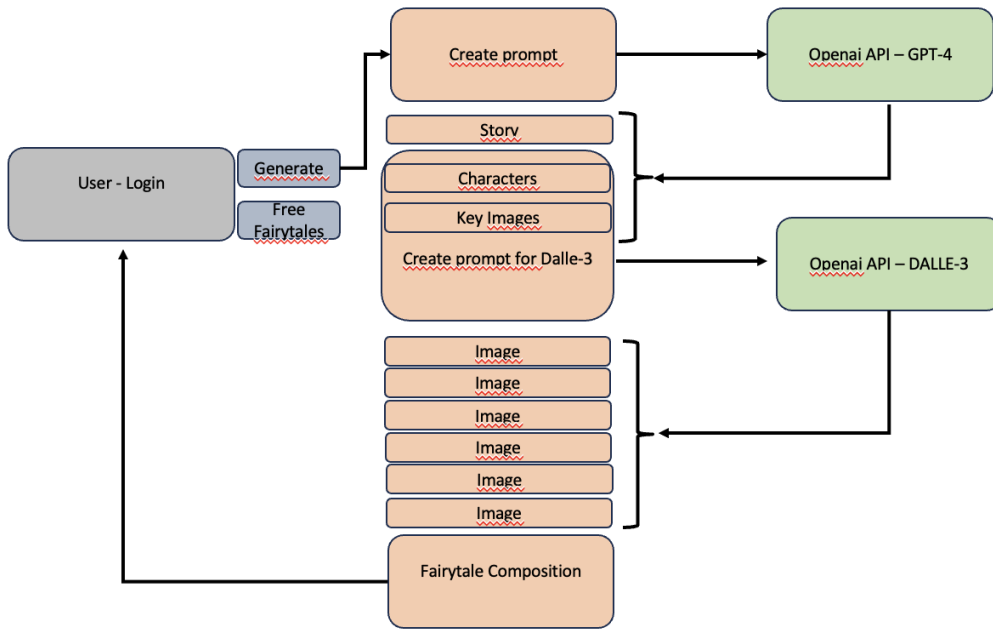 Create prompt
Openai API – GPT-4
Story
User - Login
Generate
Characters
Free
Fairytales
Key Images
Create prompt for Dalle-3
Openai API – DALLE-3
Image
Image
Image
Image
Image
Image
Fairytale Composition